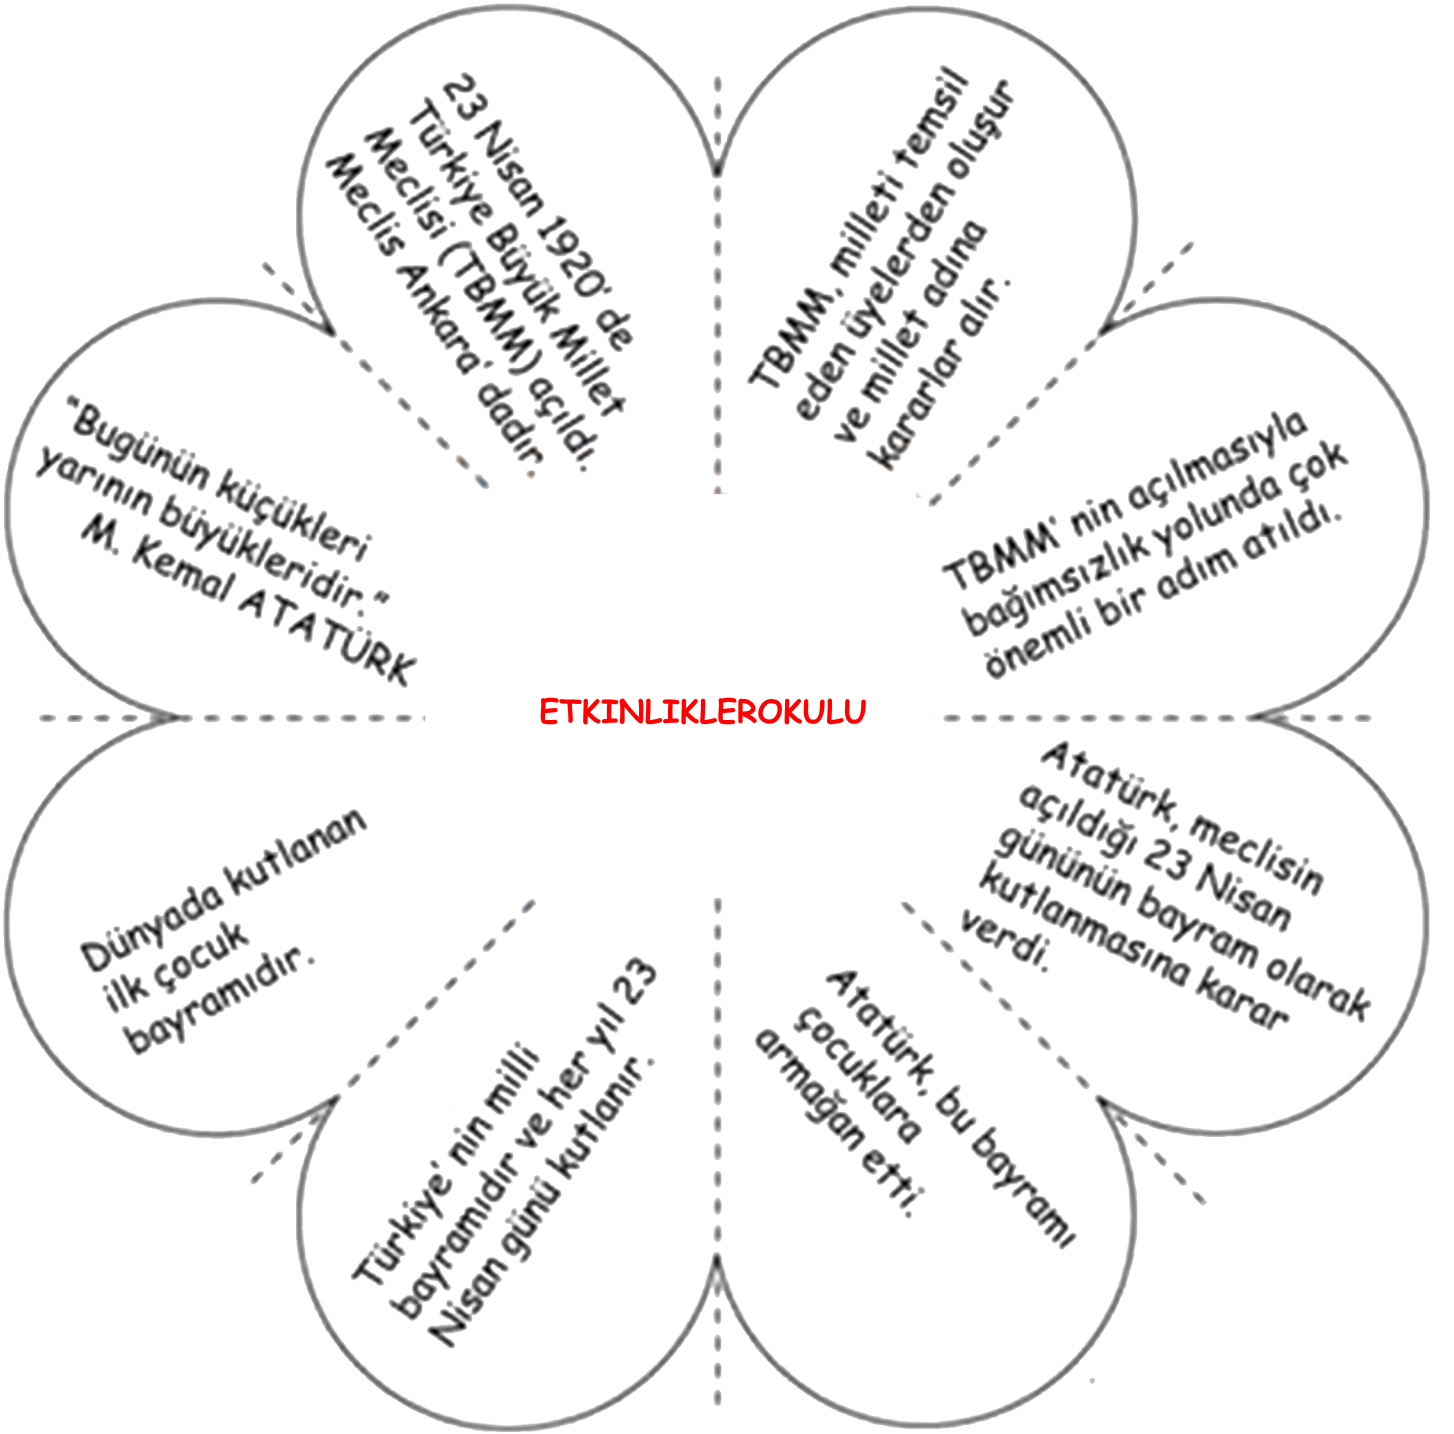 23 Nisan 1920' de
Türkiye Büyük Millet
Meclisi (TBMM) açıldı.
Meclis Ankara' dadır.
TBMM, milleti temsil
eden üyelerden oluşur
ve millet adına
kararlar alır.
TBMM' nin açılmasıyla
bağımsızlık yolunda çok
önemli bir adım atıldı.
Atatürk, meclisin
açıldığı 23 Nisan
gününün bayram olarak
kutlanmasına karar
verdi.
Atatürk, bu bayramı
çocuklara
armağan etti.
Türkiye' nin milli
bayramıdır ve her yıl 23
Nisan günü kutlanır.
Dünyada kutlanan
ilk çocuk
bayramıdır.
"Bugünün küçükleri
yarının büyükleridir."
M. Kemal ATATÜRK
ETKINLIKLEROKULU